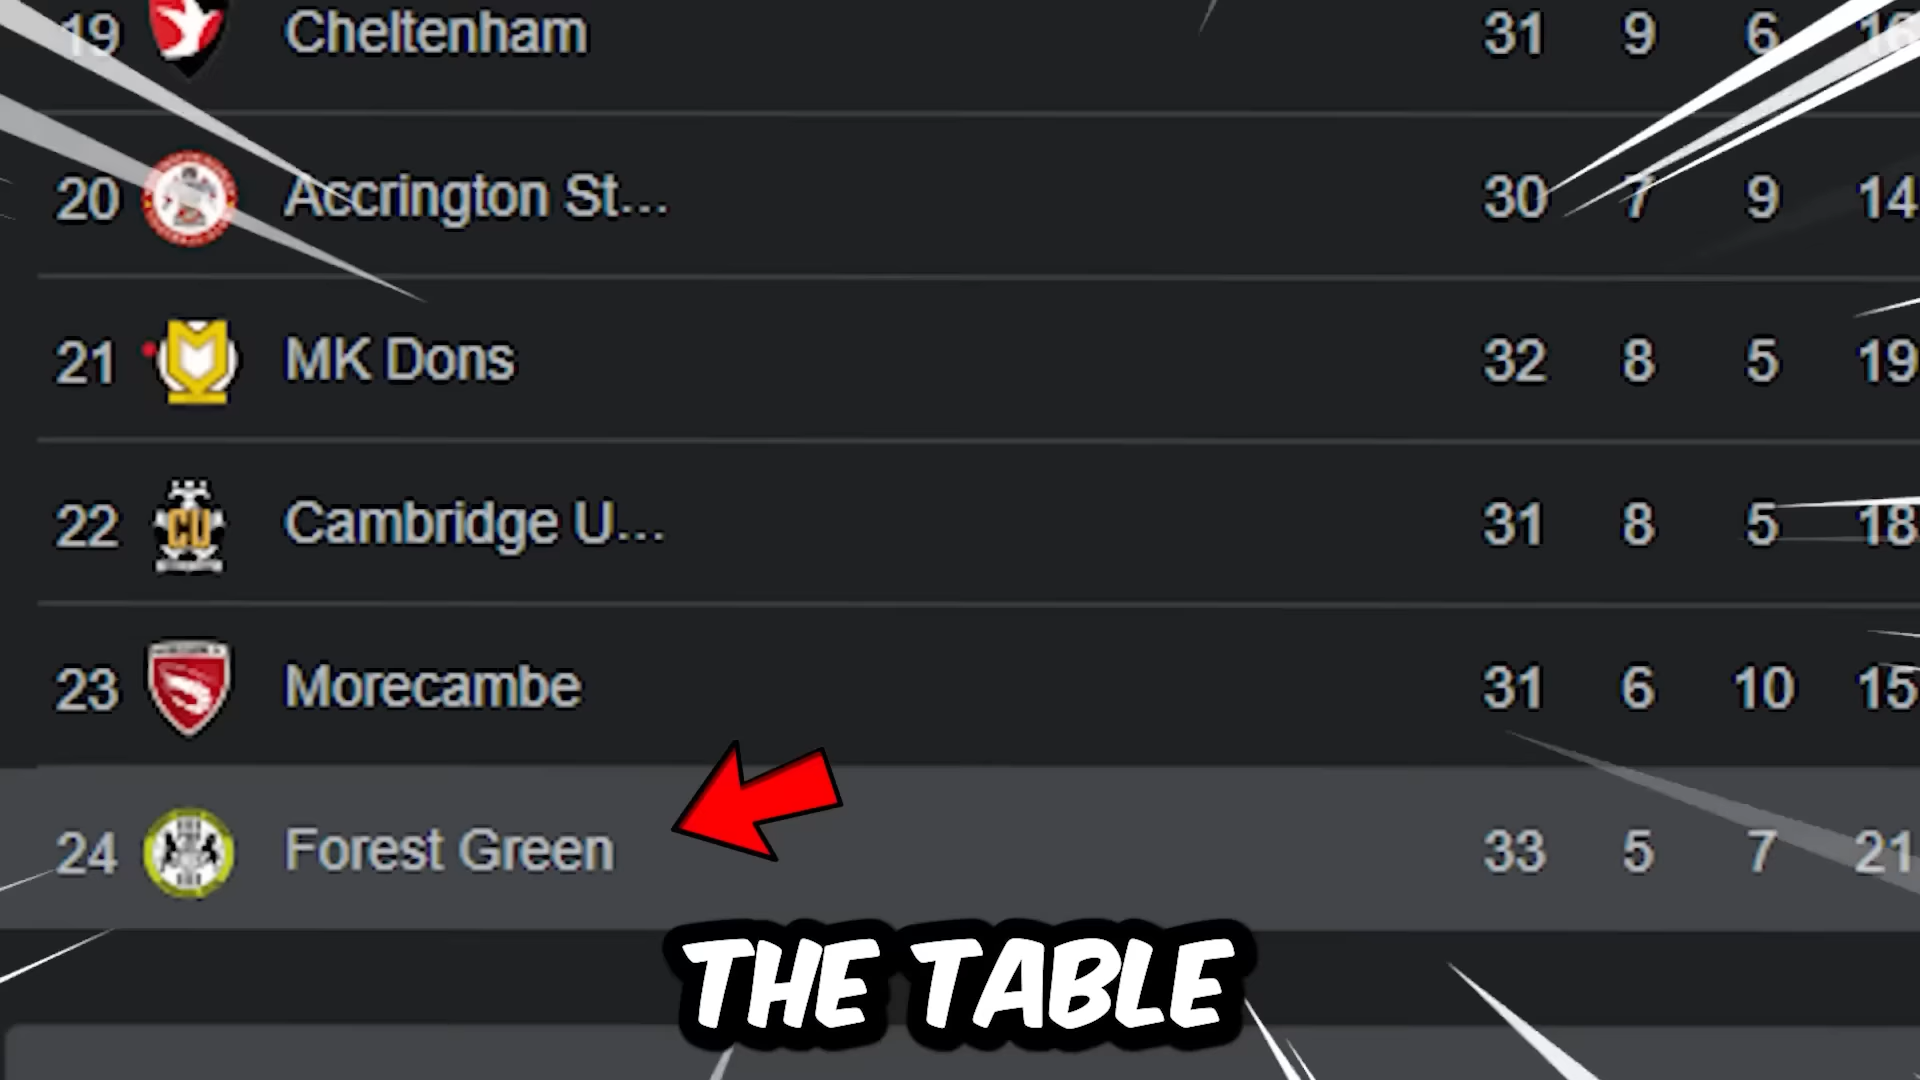 19 Cheltenham 31 9 6 16
20 Accrington St... 30 7 9 14
21 MK Dons 32 8 5 19
22 CU Cambridge U... 31 8 5 18
23 Morecambe 31 6 10 15
24 Forest Green 33 5 7 21
THE TABLE